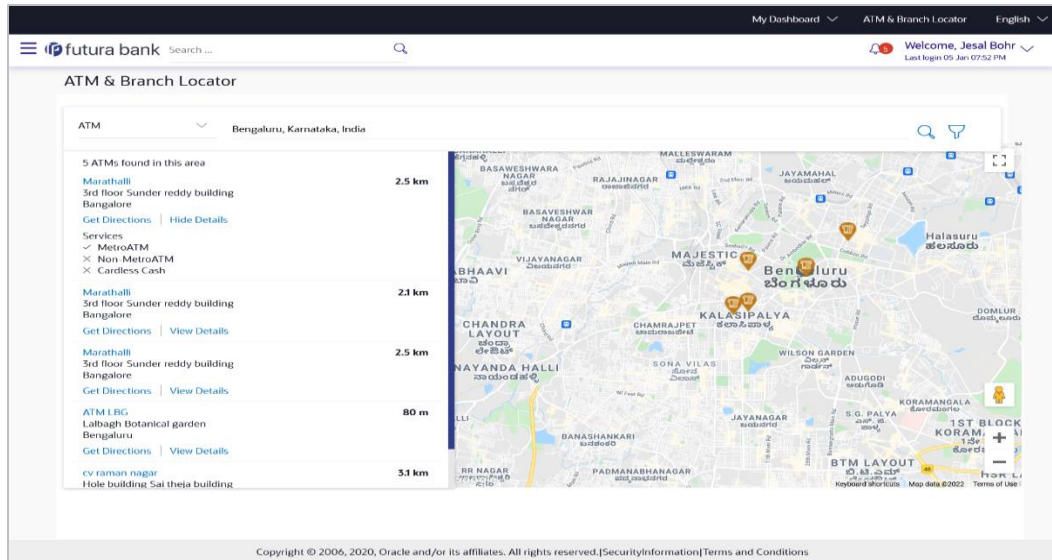 My Dashboard ATM & Branch Locator English
futura bank Search ...
5 Welcome, Jesal Bohr
Last login 05 Jan 07:52 PM
ATM & Branch Locator
ATM Bengaluru, Karnataka, India
5 ATMs found in this area
Marathalli 2.5 km
3rd floor Sunder reddy building
Bangalore
Get Directions | Hide Details
Services
MetroATM
Non-MetroATM
Cardless Cash
Marathalli 2.1 km
3rd floor Sunder reddy building
Bangalore
Get Directions | View Details
Marathalli 2.5 km
3rd floor Sunder reddy building
Bangalore
Get Directions | View Details
ATM LBG 80 m
Lalbagh Botanical garden
Bengaluru
Get Directions | View Details
cv raman nagar 3.1 km
Hole building Sai theja building
MALLESWARAM
BASAWESHWARA
NAGAR
RAJAJINAGAR
JAYAMAHAL
BASAVESHWAR
NAGAR
Halasuru
ಹಲಸೂರು
VIJAYANAGAR
ವಿಜಯನಗರ
MAJESTIC
ಮೆಜೆಸ್ಟಿಕ್
BHAAVI
ಬೆಂಗಳೂರು
KALASIPALYA
ಕಲಾಸಿಪಾಳ್ಯ
DOMLUR
CHANDRA
LAYOUT
CHAMRAJPET
WILSON GARDEN
NAYANDA HALLI
SONA VILAS
ADUGODI
KORAMANGALA
JAYANAGAR
S.G. PALYA
1ST BLOCK
BANASHANKARI
BTM LAYOUT
RR NAGAR
PADMANABHANAGAR
Keyboard shortcuts Map data ©2022 Terms of Use
Copyright © 2006, 2020, Oracle and/or its affiliates. All rights reserved.|SecurityInformation|Terms and Conditions